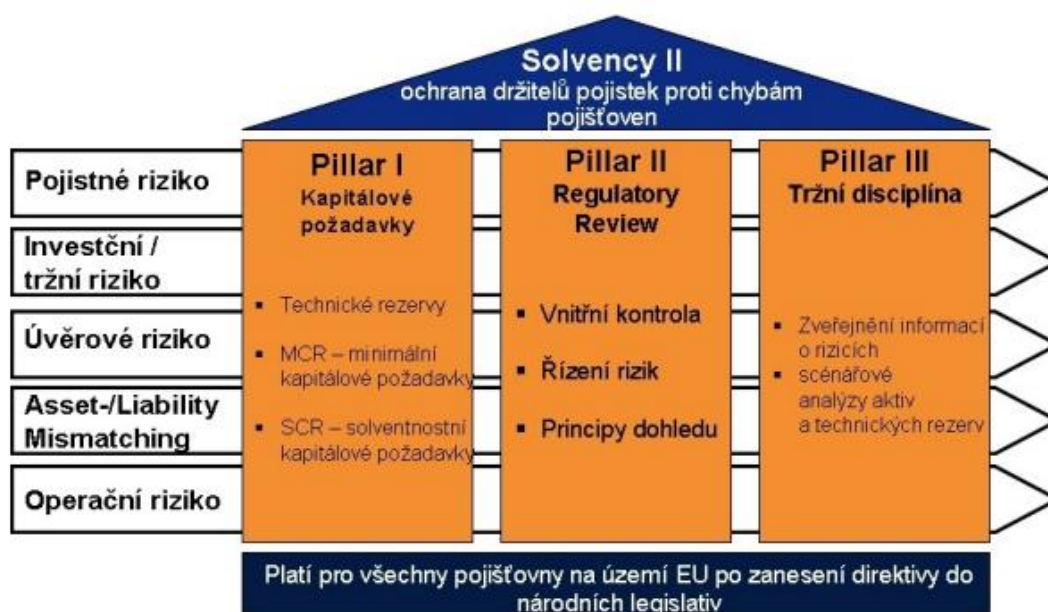 Solvency II
ochrana držitelů pojistek proti chybám
pojišťoven
Pojistné riziko
Investční /
tržní riziko
Úvěrové riziko
Asset-/Liability
Mismatching
Operační riziko
Pillar I
Kapitálové
požadavky
▪ Technické rezervy
▪ MCR – minimální
kapitálové požadavky
▪ SCR – solventnostní
kapitálové požadavky
Pillar II
Regulatory
Review
▪ Vnitřní kontrola
▪ Řízení rizik
▪ Principy dohledu
Pillar III
Tržní disciplína
▪ Zveřejnění informací
o rizicích
▪ scénářové
analýzy aktiv
a technických rezerv
Platí pro všechny pojišťovny na území EU po zanesení direktivy do
národních legislativ